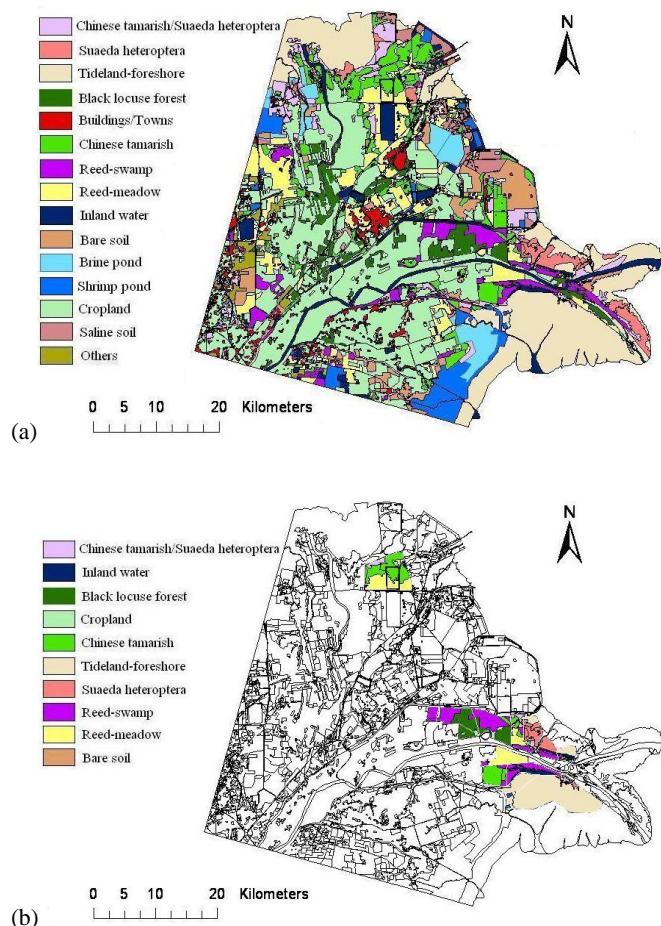 Chinese tamarish/Suaeda heteroptera
Suaeda heteroptera
Tideland-foreshore
Black locuse forest
Buildings/Towns
Chinese tamarish
Reed-swamp
Reed-meadow
Inland water
Bare soil
Brine pond
Shrimp pond
Cropland
Saline soil
Others
N
0 5 10 20 Kilometers
(a)
N
Chinese tamarish/Suaeda heteroptera
Inland water
Black locuse forest
Cropland
Chinese tamarish
Tideland-foreshore
Suaeda heteroptera
Reed-swamp
Reed-meadow
Bare soil
0 5 10 20 Kilometers
(b)